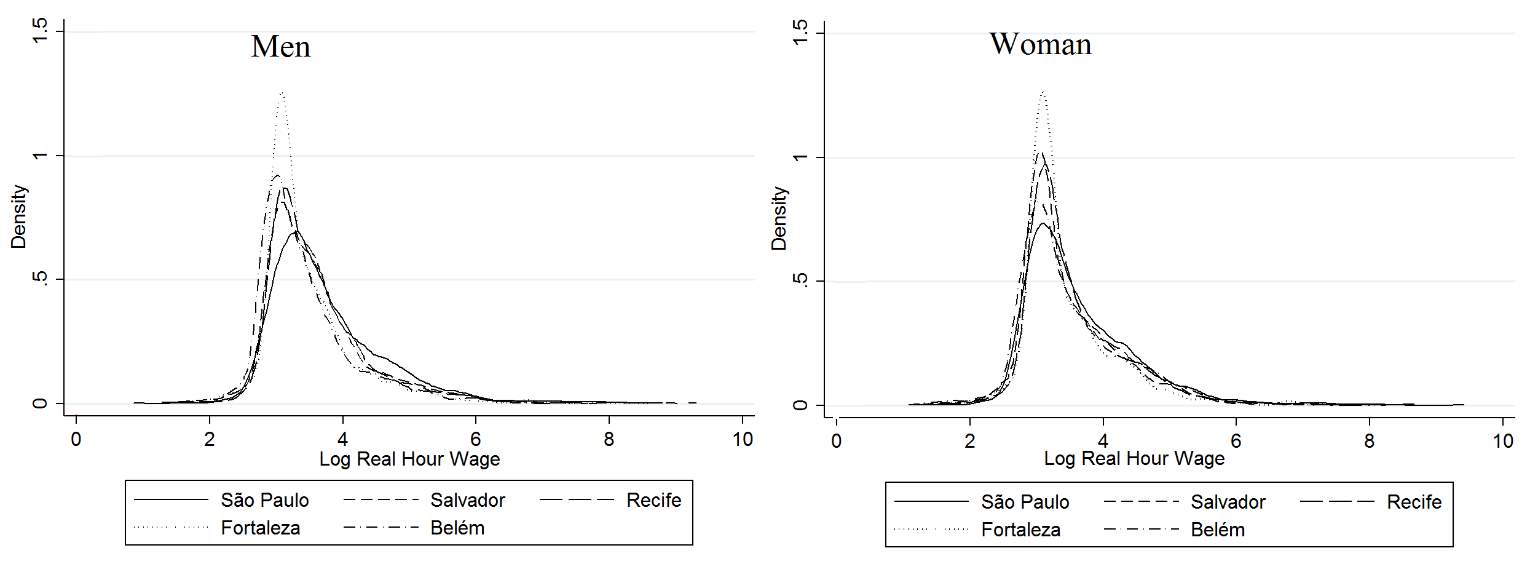 Men
1.5
1
.5
0
Density
0 2 4 6 8 10
Log Real Hour Wage
São Paulo Salvador Recife
Fortaleza Belém
Woman
1.5
1
.5
0
Density
0 2 4 6 8 10
Log Real Hour Wage
São Paulo Salvador Recife
Fortaleza Belém